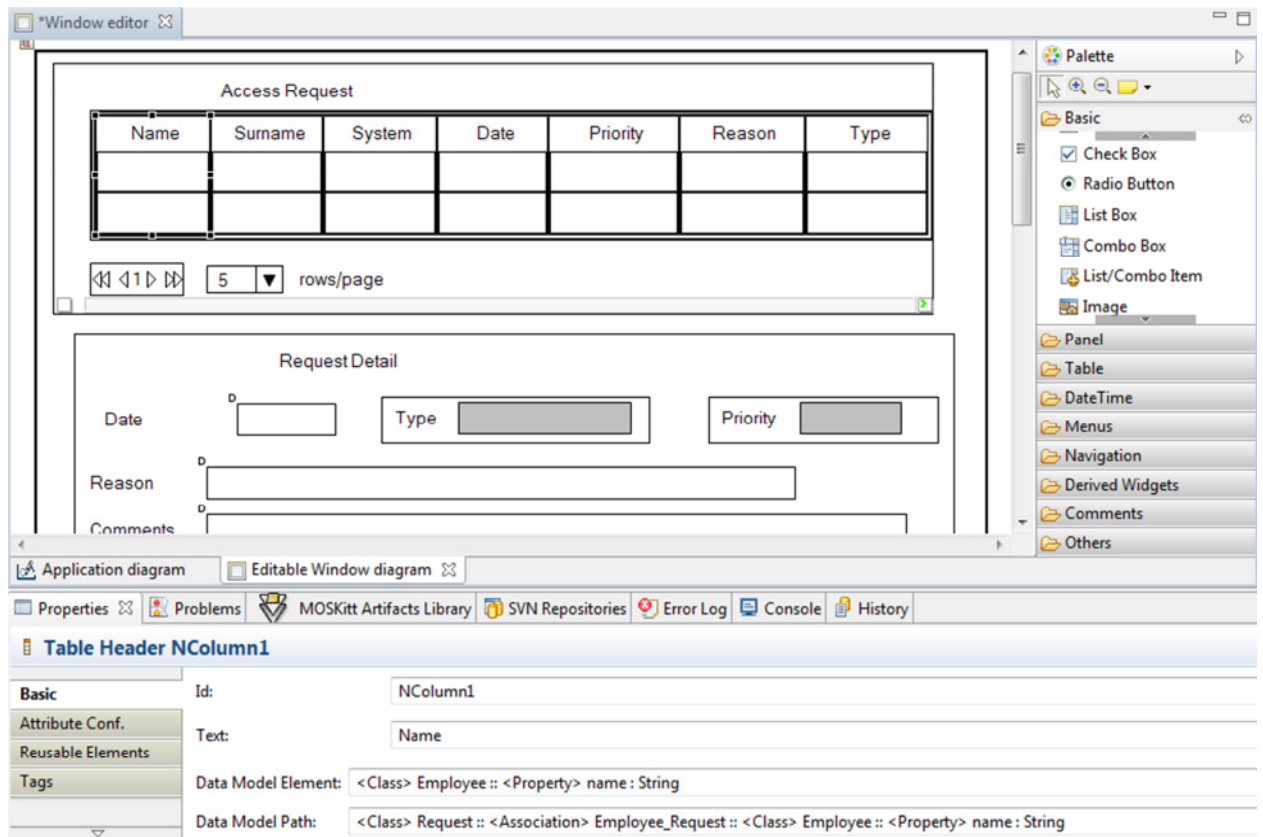 *Window editor
Palette
Access Request
Basic
Name Surname System Date Priority Reason Type
Check Box
Radio Button
List Box
Combo Box
1 5 rows/page
List/Combo Item
Image
Panel
Request Detail
Table
D
DateTime
Date Type Priority
Menus
Navigation
D
Reason
Derived Widgets
D
Comments
Comments
Others
Application diagram Editable Window diagram
Properties Problems MOSKitt Artifacts Library SVN Repositories Error Log Console History
Table Header NColumn1
Basic Id: NColumn1
Attribute Conf.
Text: Name
Reusable Elements
Tags Data Model Element: <Class> Employee :: <Property> name : String
Data Model Path: <Class> Request :: <Association> Employee_Request :: <Class> Employee :: <Property> name : String